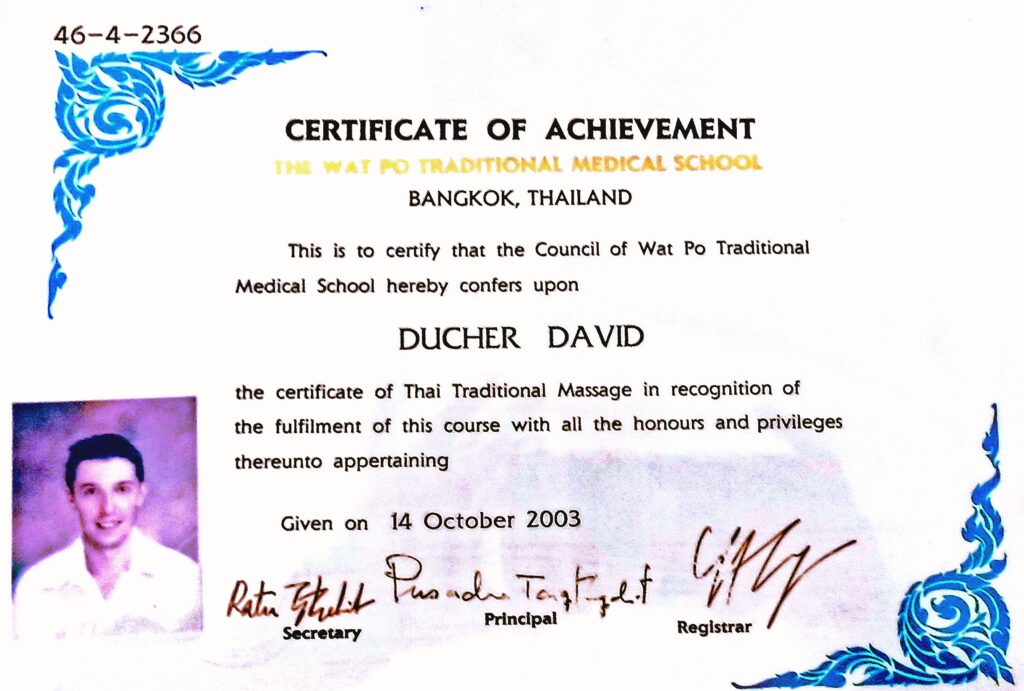 46-4-2366
CERTIFICATE OF ACHIEVEMENT
THE WAT PO TRADITIONAL MEDICAL SCHOOL
BANGKOK, THAILAND
This is to certify that the Council of Wat Po Traditional
Medical School hereby confers upon
DUCHER DAVID
the certificate of Thai Traditional Massage in recognition of
the fulfilment of this course with all the honours and privileges
thereunto appertaining
Given on 14 October 2003
Secretary
Principal
Registrar